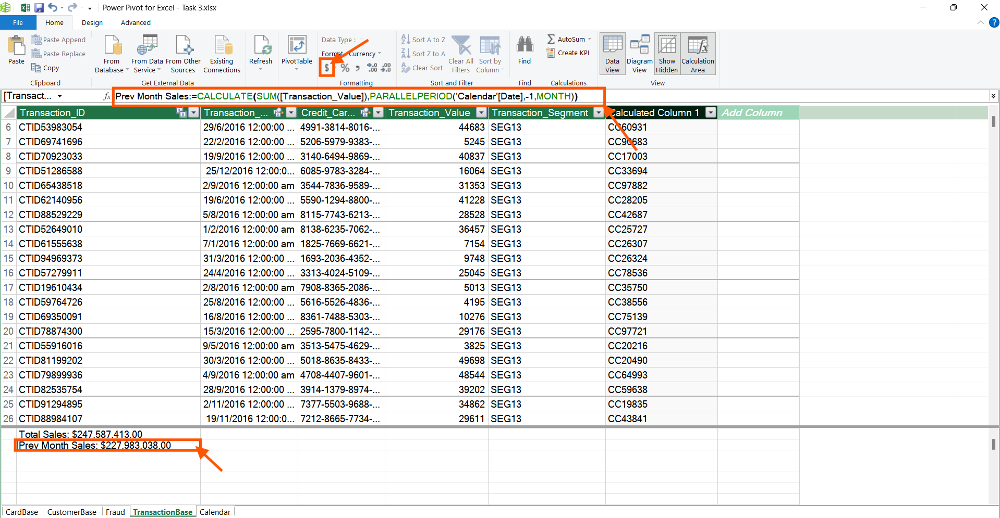 Power Pivot for Excel - Task 3.xlsx
File Home Design Advanced
Paste
Paste Append
Paste Replace
Copy
Clipboard
From Database
From Data Service
From Other Sources
Existing Connections
Get External Data
Refresh
PivotTable
Data Type :
Format : Currency
$ % ,
Formatting
Sort A to Z
Sort Z to A
Clear Sort
Clear All Filters
Sort by Column
Sort and Filter
Find
Find
AutoSum
Create KPI
Calculations
Data View
Diagram View
Show Hidden
Calculation Area
View
[Transact... fx Prev Month Sales:=CALCULATE(SUM([Transaction_Value]),PARALLELPERIOD('Calendar'[Date],-1,MONTH))
Transaction_ID Transaction_... Credit_Car... Transaction_Value Transaction_Segment Calculated Column 1 Add Column
6 CTID53983054 29/6/2016 12:00:00 ... 4991-3814-8016-... 44683 SEG13 CC60931
7 CTID69741696 22/2/2016 12:00:00 ... 5206-5979-9383-... 5245 SEG13 CC90683
8 CTID70923033 19/9/2016 12:00:00 ... 3140-6494-9869-... 40837 SEG13 CC17003
9 CTID51286588 25/12/2016 12:00:0... 6085-9783-3284-... 16064 SEG13 CC33694
10 CTID65438518 2/9/2016 12:00:00 am 3544-7836-9589-... 31353 SEG13 CC97882
11 CTID62140956 19/6/2016 12:00:00 ... 5590-1294-8800-... 41228 SEG13 CC28205
12 CTID88529229 5/8/2016 12:00:00 am 8115-7743-6213-... 28528 SEG13 CC42687
13 CTID52649010 1/2/2016 12:00:00 am 8138-6235-7062-... 36457 SEG13 CC25727
14 CTID61555638 7/1/2016 12:00:00 am 1825-7669-6621-... 7154 SEG13 CC26307
15 CTID94969373 31/3/2016 12:00:00 ... 1693-2036-4352-... 9748 SEG13 CC26324
16 CTID57279911 24/4/2016 12:00:00 ... 3313-4024-5109-... 25045 SEG13 CC78536
17 CTID19610434 2/8/2016 12:00:00 am 7908-8365-2086-... 5013 SEG13 CC35750
18 CTID59764726 25/8/2016 12:00:00 ... 5616-5526-4836-... 4195 SEG13 CC38556
19 CTID69350091 16/8/2016 12:00:00 ... 8361-7488-5303-... 10276 SEG13 CC75139
20 CTID78874300 15/3/2016 12:00:00 ... 2595-7800-1142-... 29176 SEG13 CC97721
21 CTID55916016 9/5/2016 12:00:00 am 3513-5475-4629-... 3825 SEG13 CC20216
22 CTID81199202 30/3/2016 12:00:00 ... 5018-8635-8433-... 49698 SEG13 CC20490
23 CTID79899936 4/9/2016 12:00:00 am 4708-4407-9601-... 48544 SEG13 CC64993
24 CTID82535754 28/9/2016 12:00:00 ... 3914-1379-8974-... 39202 SEG13 CC59638
25 CTID91294895 2/11/2016 12:00:00 ... 7377-5503-9688-... 34862 SEG13 CC19835
26 CTID88984107 19/11/2016 12:00:0... 7212-8665-7734-... 29611 SEG13 CC43841
Total Sales: $247,587,413.00
Prev Month Sales: $227,983,038.00
CardBase CustomerBase Fraud TransactionBase Calendar